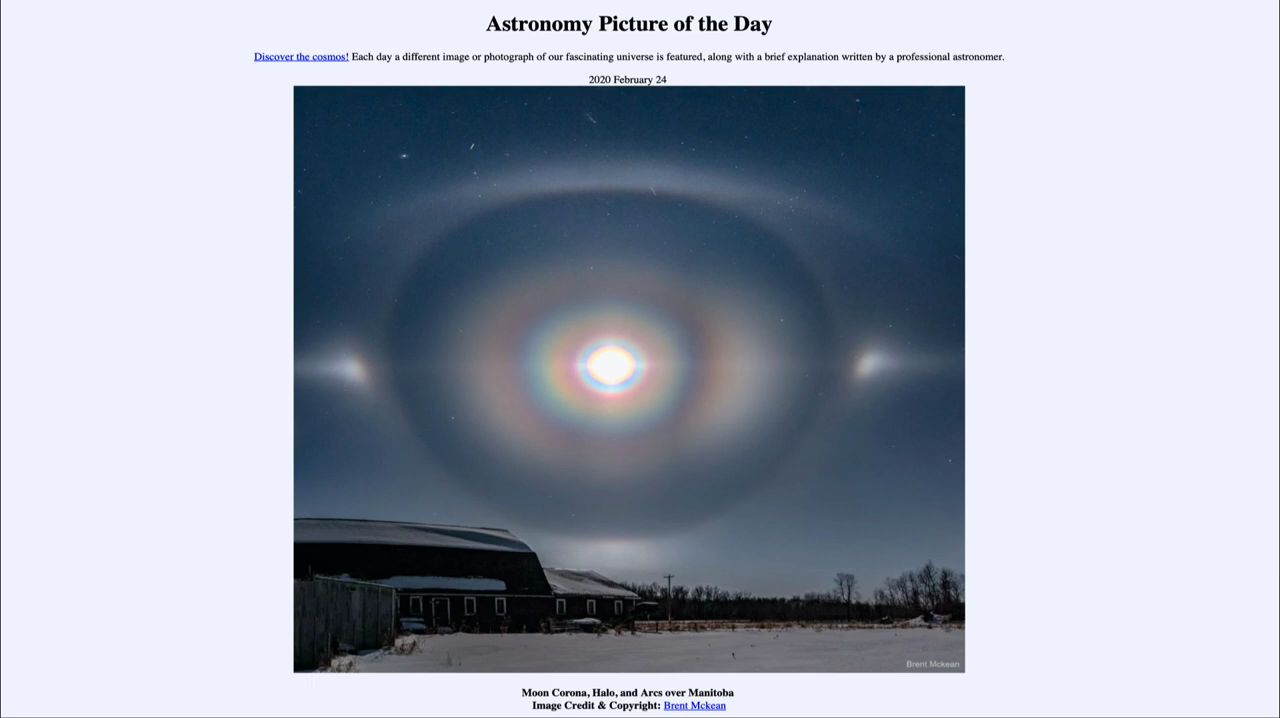 Astronomy Picture of the Day
Discover the cosmos! Each day a different image or photograph of our fascinating universe is featured, along with a brief explanation written by a professional astronomer.
2020 February 24
Brent Mckean
Moon Corona, Halo, and Arcs over Manitoba
Image Credit & Copyright: Brent Mckean